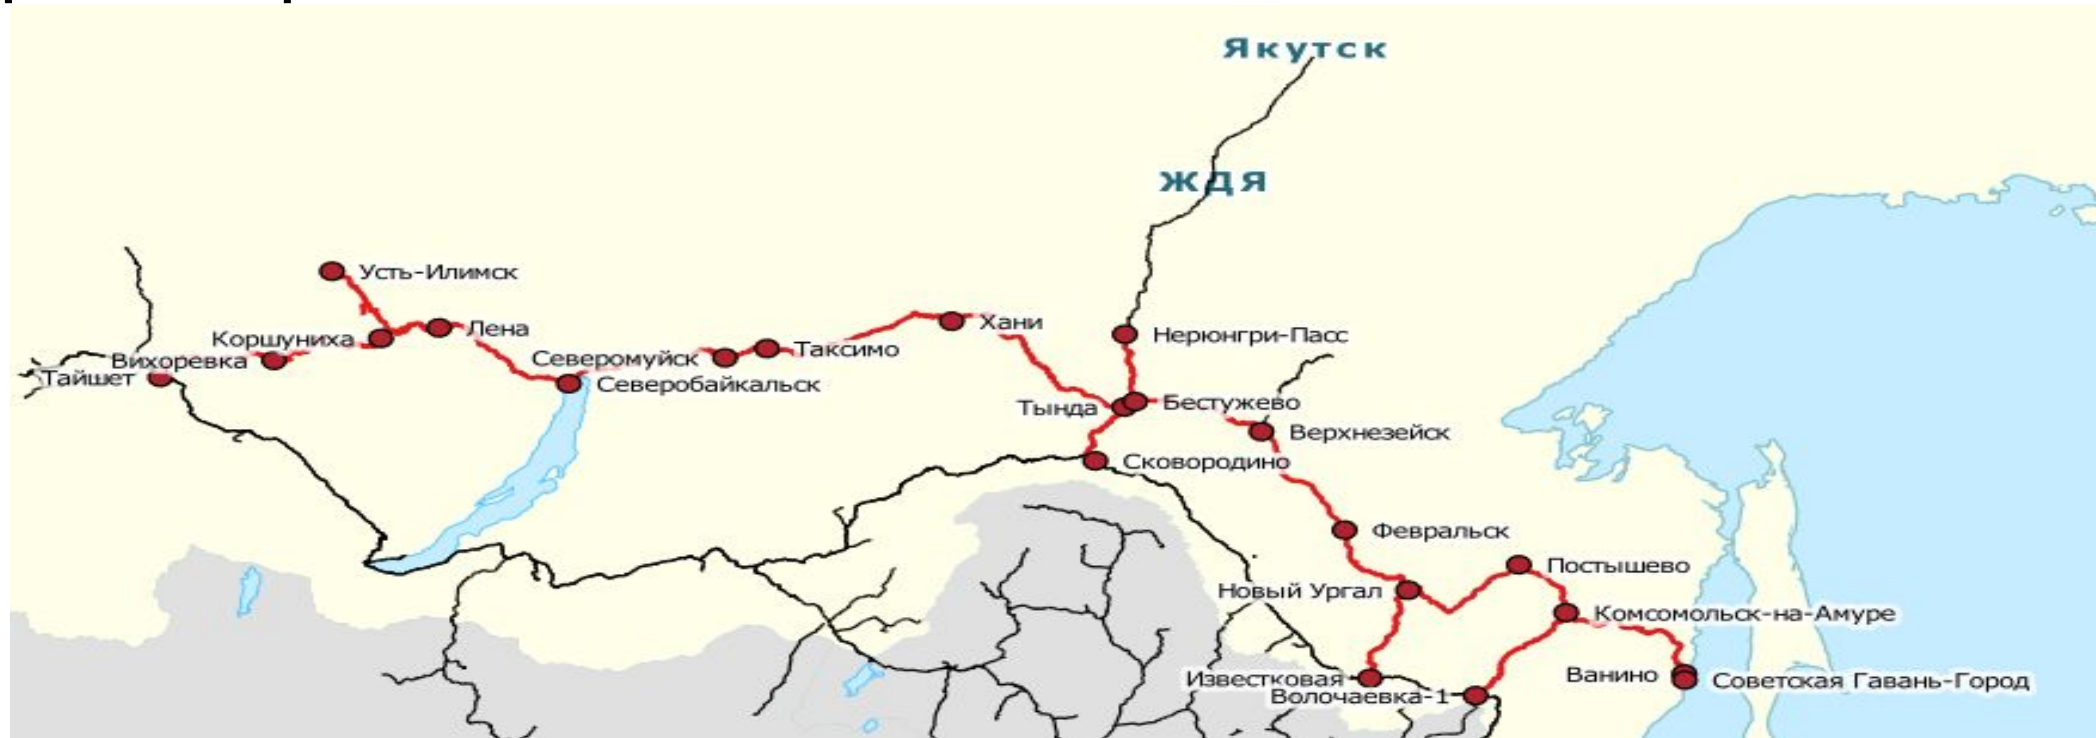 Якутск
ЖДЯ
Усть-Илимск
Лена
Коршуниха
Вихоревка
Тайшет
Северомуйск
Северобайкальск
Таксимо
Хани
Нерюнгри-Пасс
Тында
Бестужево
Верхнезейск
Сковородино
Февральск
Постышево
Новый Ургал
Комсомольск-на-Амуре
Известковая
Волочаевка-1
Ванино
Советская Гавань-Город